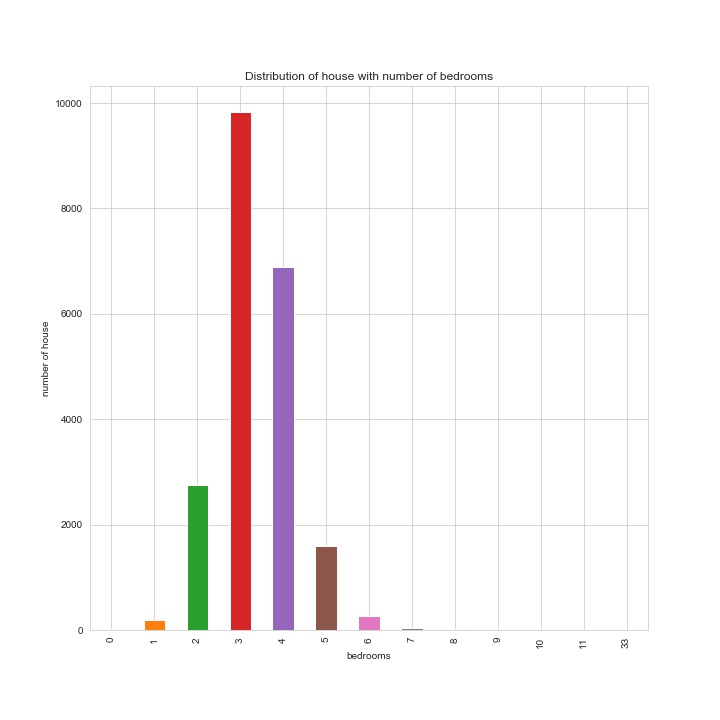 Distribution of house with number of bedrooms
10000
8000
6000
4000
2000
0
number of house
0 1 2 3 4 5 6 7 8 9 10 11 33
bedrooms